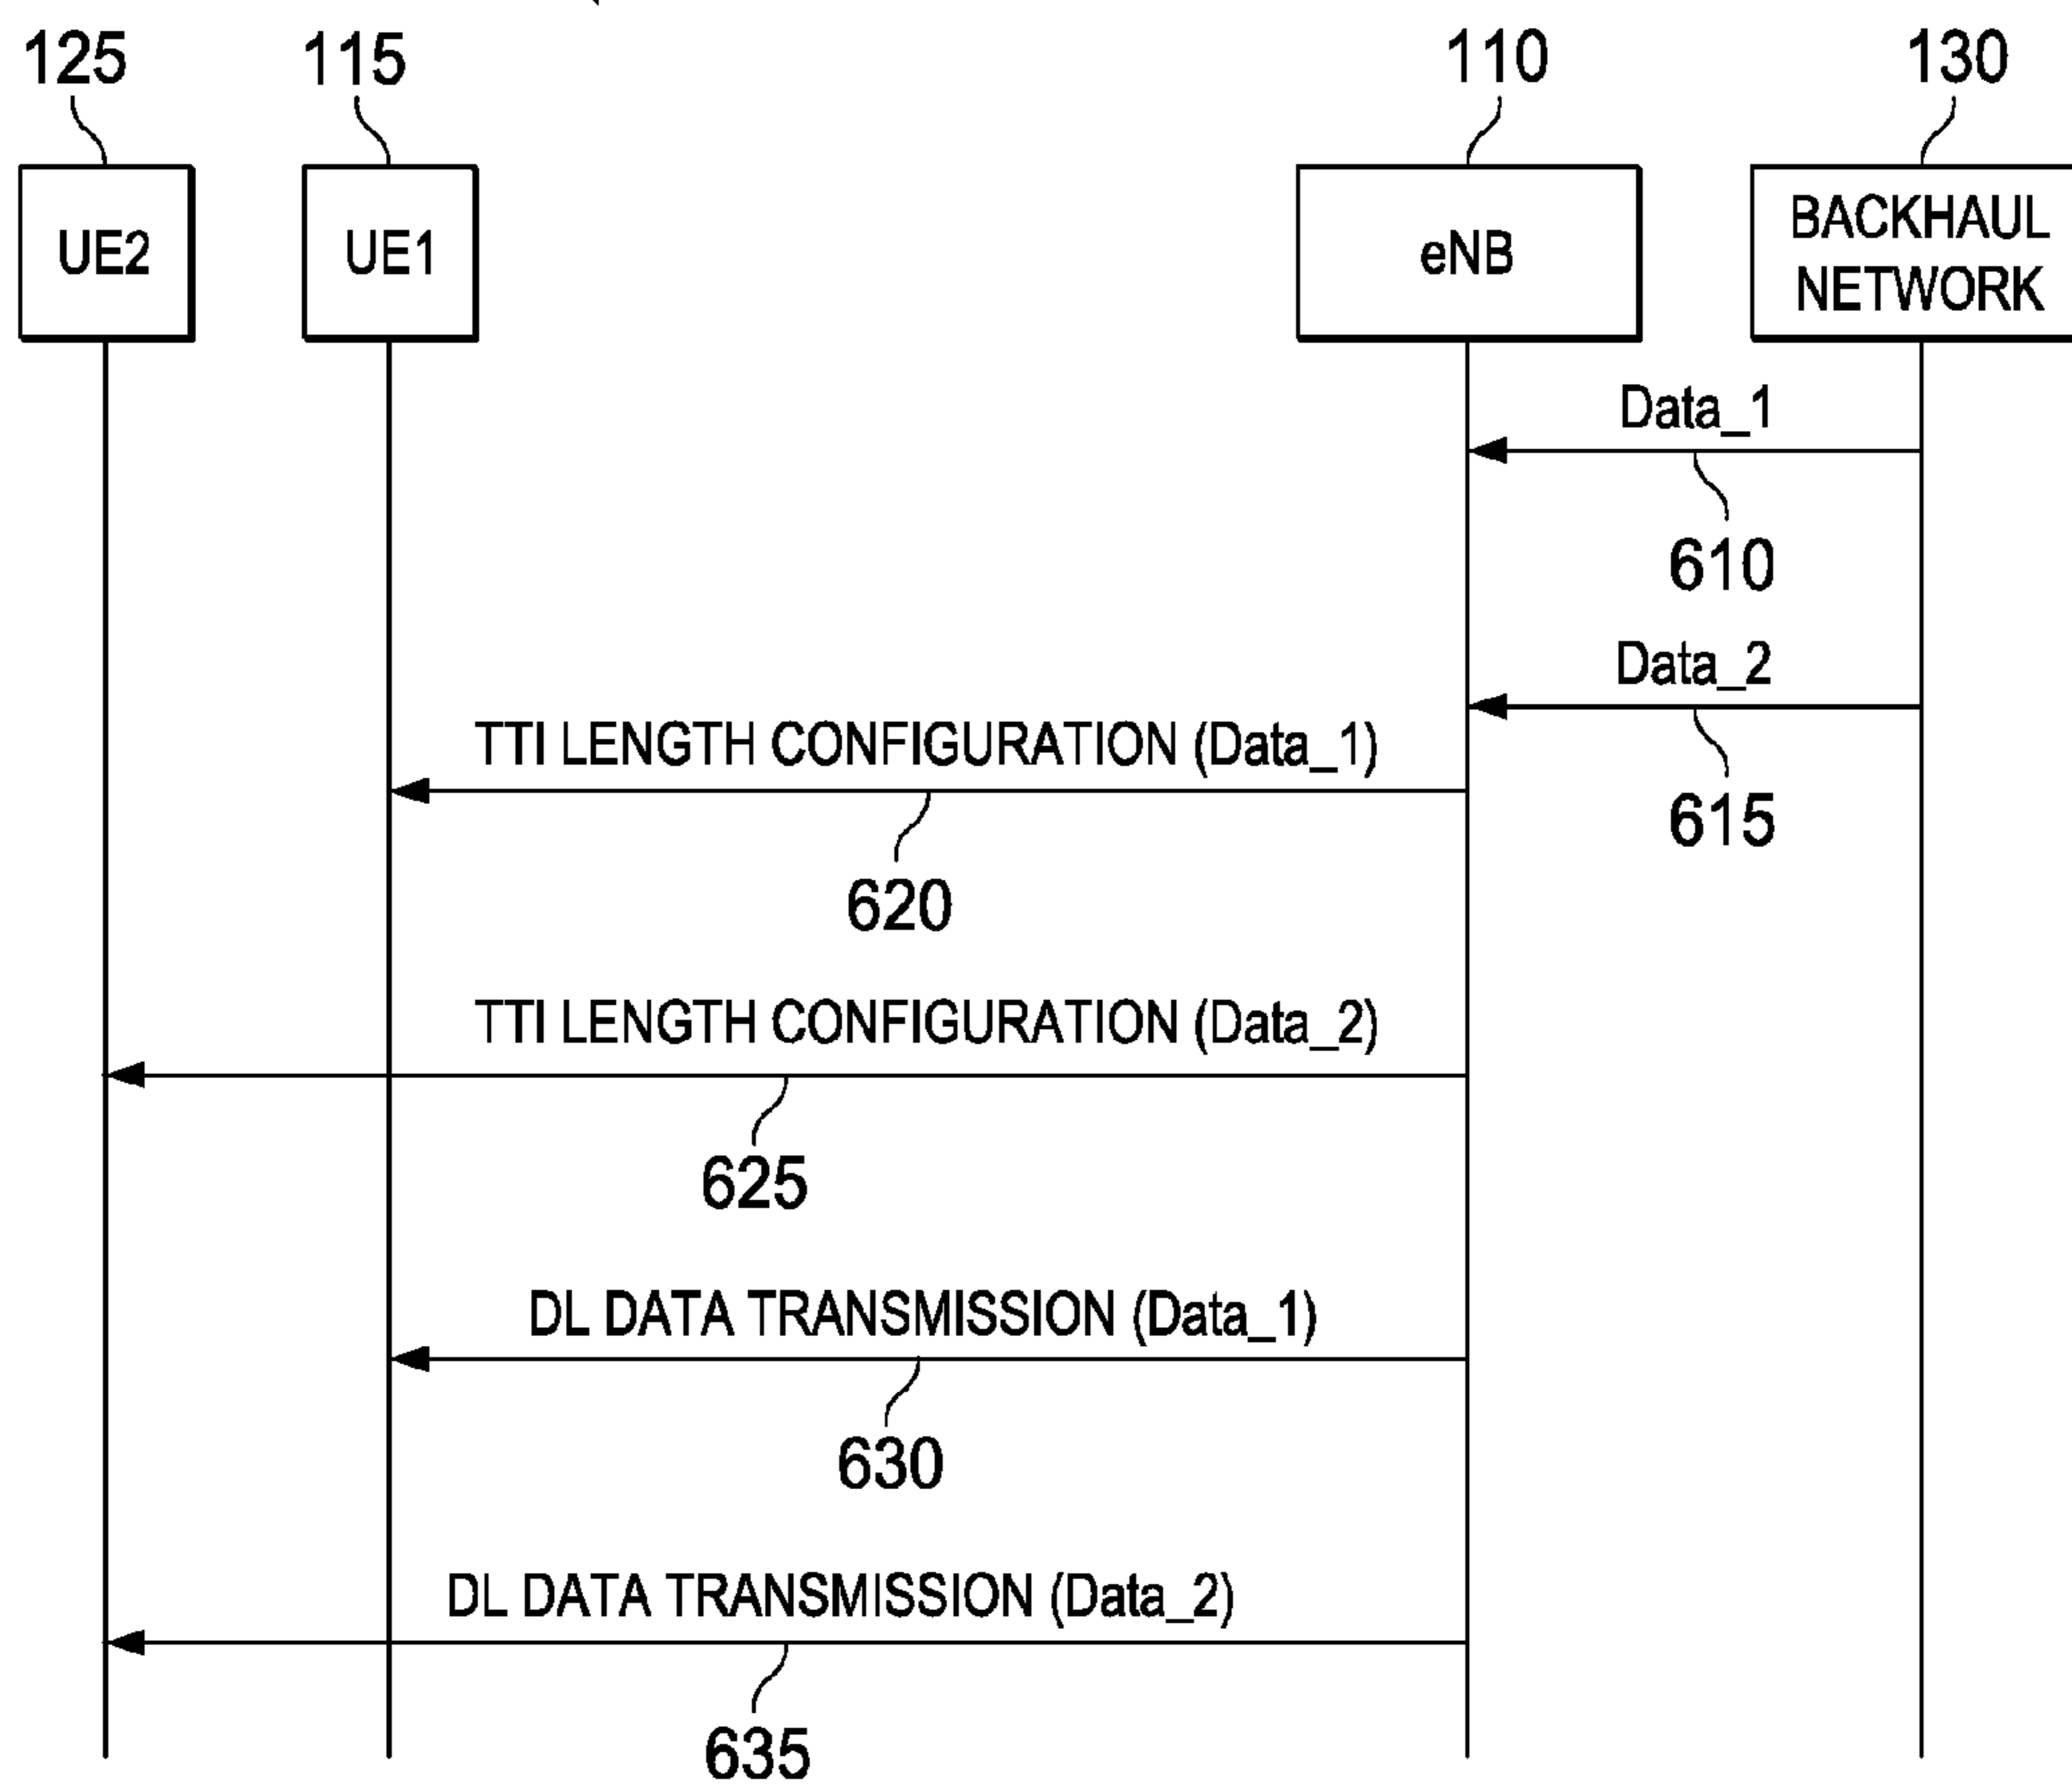 125
115
110
130
UE2
UE1
eNB
BACKHAUL
NETWORK
Data_1
610
Data_2
615
TTI LENGTH CONFIGURATION (Data_1)
620
TTI LENGTH CONFIGURATION (Data_2)
625
DL DATA TRANSMISSION (Data_1)
630
DL DATA TRANSMISSION (Data_2)
635